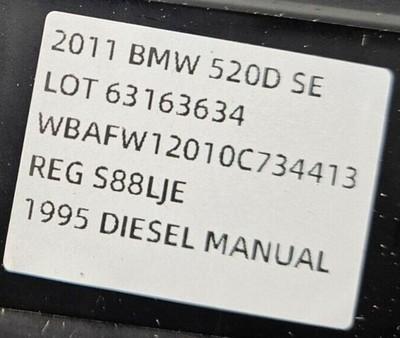 2011 BMW 520D SE
LOT 63163634
WBAFW12010C734413
REG S88LJE
1995 DIESEL MANUAL